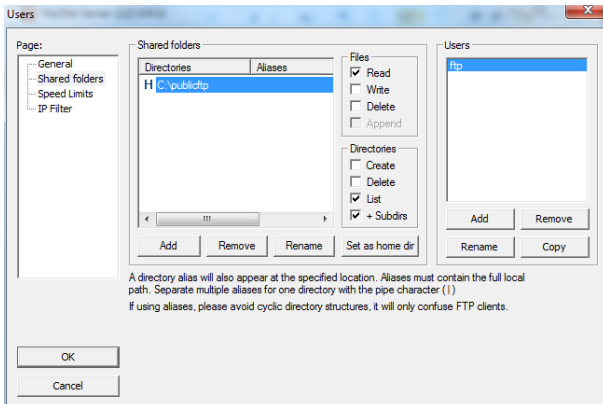 Users
Page:
General
Shared folders
Speed Limits
IP Filter
Shared folders
Directories
Aliases
H C:\publicftp
Add
Remove
Rename
Set as home dir
Files
Read
Write
Delete
Append
Directories
Create
Delete
List
+ Subdirs
Users
ftp
Add
Remove
Rename
Copy
A directory alias will also appear at the specified location. Aliases must contain the full local
path. Separate multiple aliases for one directory with the pipe character ( | )
If using aliases, please avoid cyclic directory structures, it will only confuse FTP clients.
OK
Cancel